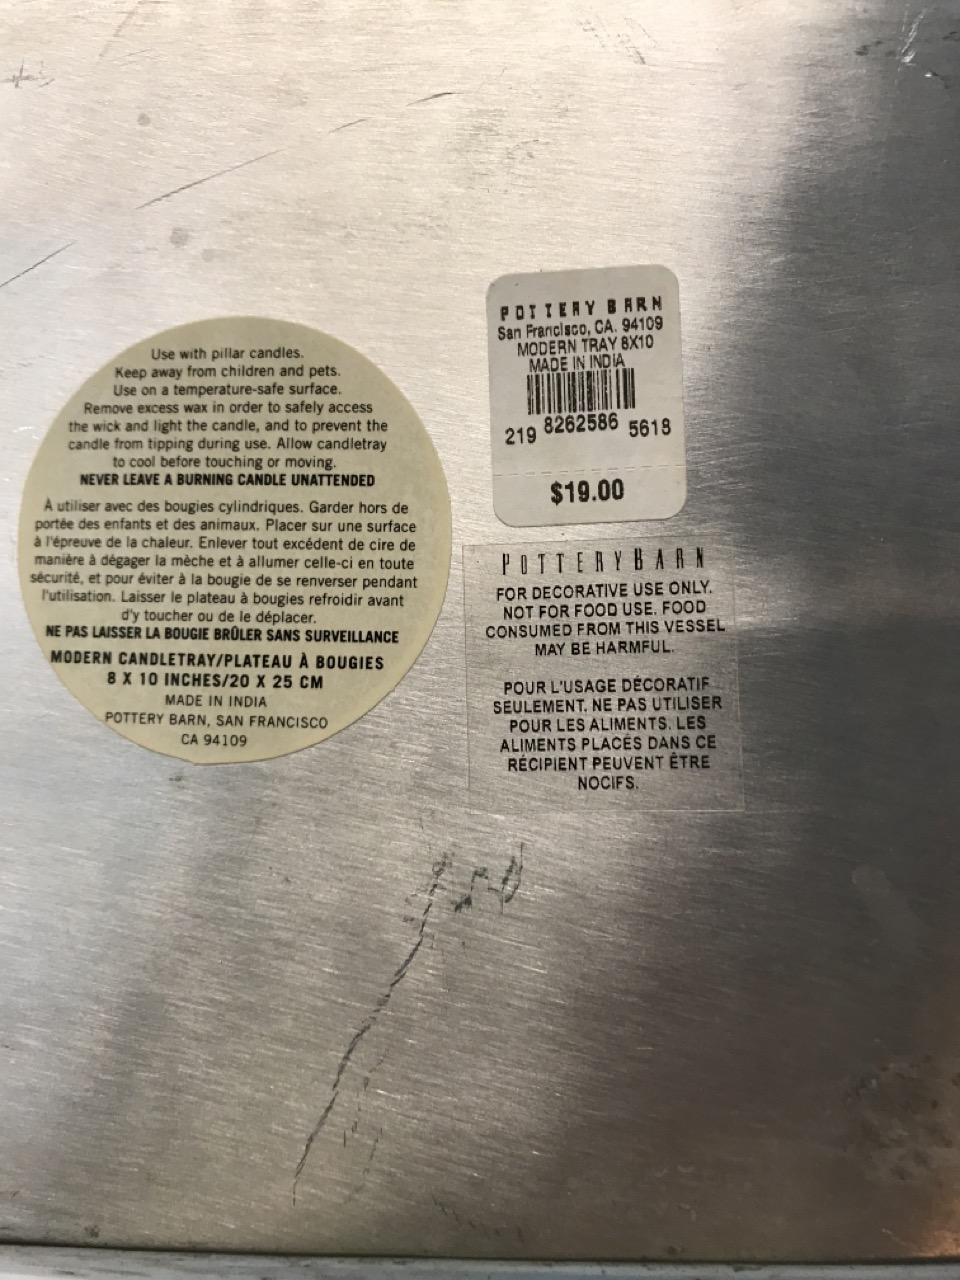 Use with pillar candles.
Keep away from children and pets.
Use on a temperature-safe surface.
Remove excess wax in order to safely access
the wick and light the candle, and to prevent the
candle from tipping during use. Allow candletray
to cool before touching or moving.
NEVER LEAVE A BURNING CANDLE UNATTENDED
À utiliser avec des bougies cylindriques. Garder hors de
portée des enfants et des animaux. Placer sur une surface
à l'épreuve de la chaleur. Enlever tout excédent de cire de
manière à dégager la mèche et à allumer celle-ci en toute
sécurité, et pour éviter à la bougie de se renverser pendant
l'utilisation. Laisser le plateau à bougies refroidir avant
d'y toucher ou de le déplacer.
NE PAS LAISSER LA BOUGIE BRÛLER SANS SURVEILLANCE
MODERN CANDLETRAY/PLATEAU À BOUGIES
8 X 10 INCHES/20 X 25 CM
MADE IN INDIA
POTTERY BARN, SAN FRANCISCO
CA 94109
POTTERY BARN
San Francisco, CA. 94109
MODERN TRAY 8X10
MADE IN INDIA
219 8262586 5618
$19.00
POTTERYBARN
FOR DECORATIVE USE ONLY.
NOT FOR FOOD USE. FOOD
CONSUMED FROM THIS VESSEL
MAY BE HARMFUL.
POUR L'USAGE DÉCORATIF
SEULEMENT. NE PAS UTILISER
POUR LES ALIMENTS. LES
ALIMENTS PLACÉS DANS CE
RÉCIPIENT PEUVENT ÊTRE
NOCIFS.